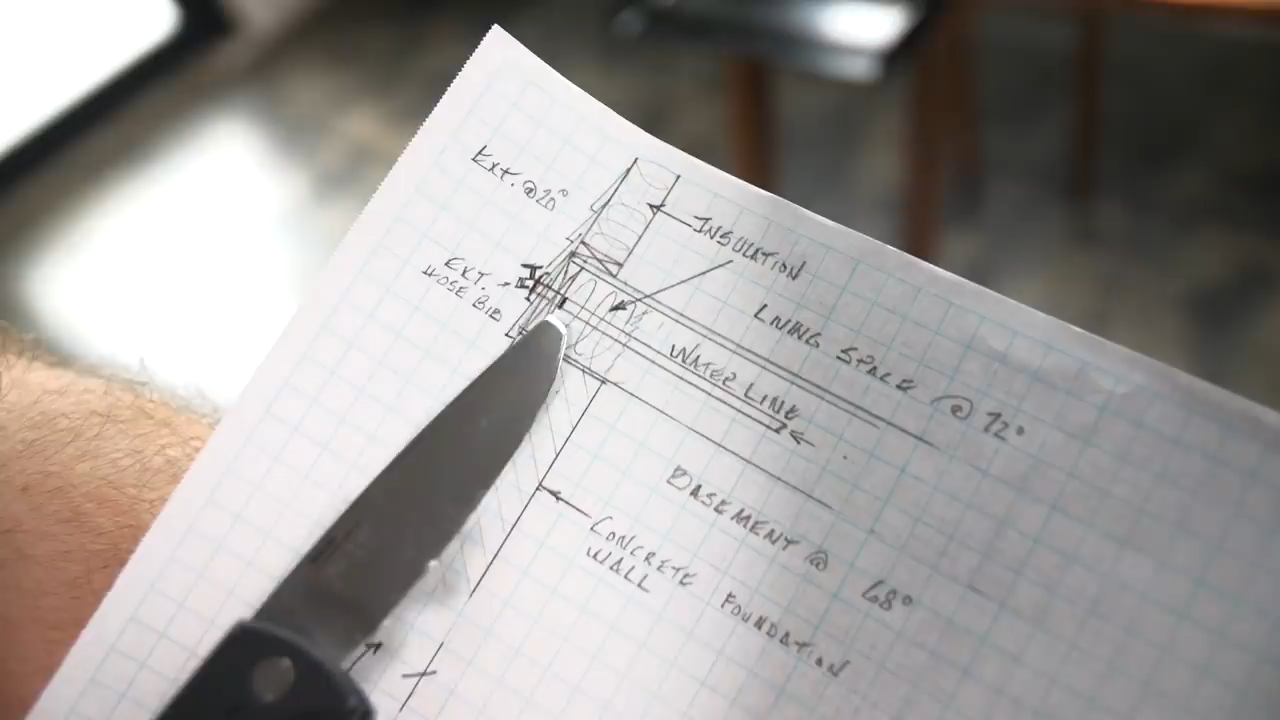 EXT. @ 20°
INSULATION
EXT.
HOSE BIB
LIVING SPACE @ 72°
WATER LINE
BASEMENT @ 68°
CONCRETE FOUNDATION
WALL